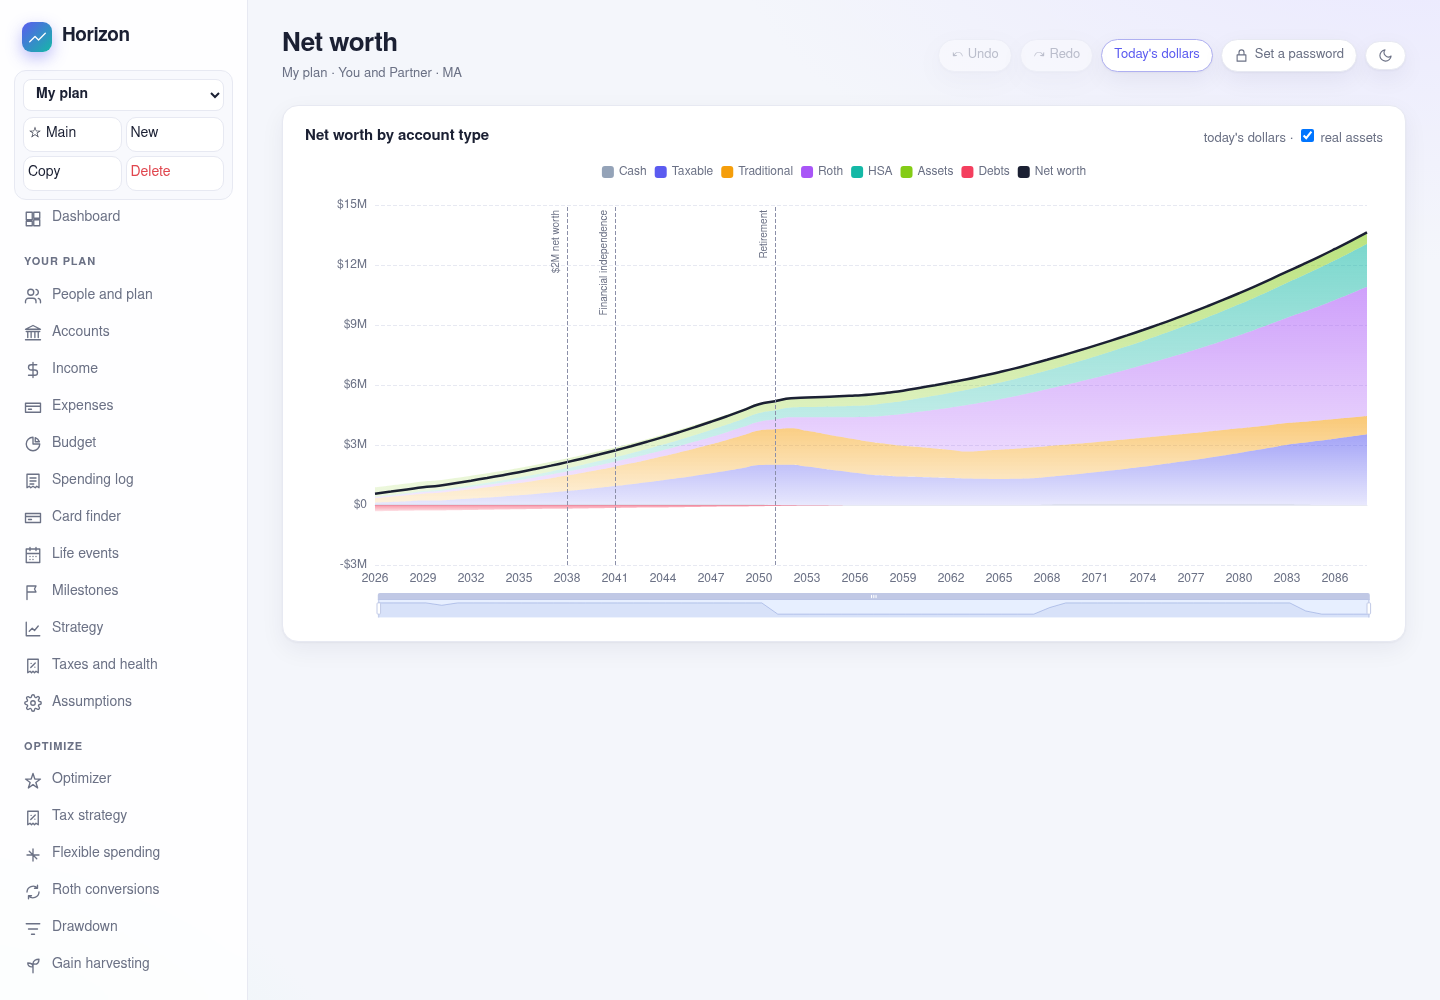 Horizon
My plan
☆ Main
New
Copy
Delete
Dashboard
YOUR PLAN
People and plan
Accounts
Income
Expenses
Budget
Spending log
Card finder
Life events
Milestones
Strategy
Taxes and health
Assumptions
OPTIMIZE
Optimizer
Tax strategy
Flexible spending
Roth conversions
Drawdown
Gain harvesting
Net worth
My plan · You and Partner · MA
Undo
Redo
Today's dollars
Set a password
Net worth by account type
today's dollars · real assets
Cash Taxable Traditional Roth HSA Assets Debts Net worth
$15M
$12M
$9M
$6M
$3M
$0
-$3M
$2M net worth
Financial independence
Retirement
2026 2029 2032 2035 2038 2041 2044 2047 2050 2053 2056 2059 2062 2065 2068 2071 2074 2077 2080 2083 2086